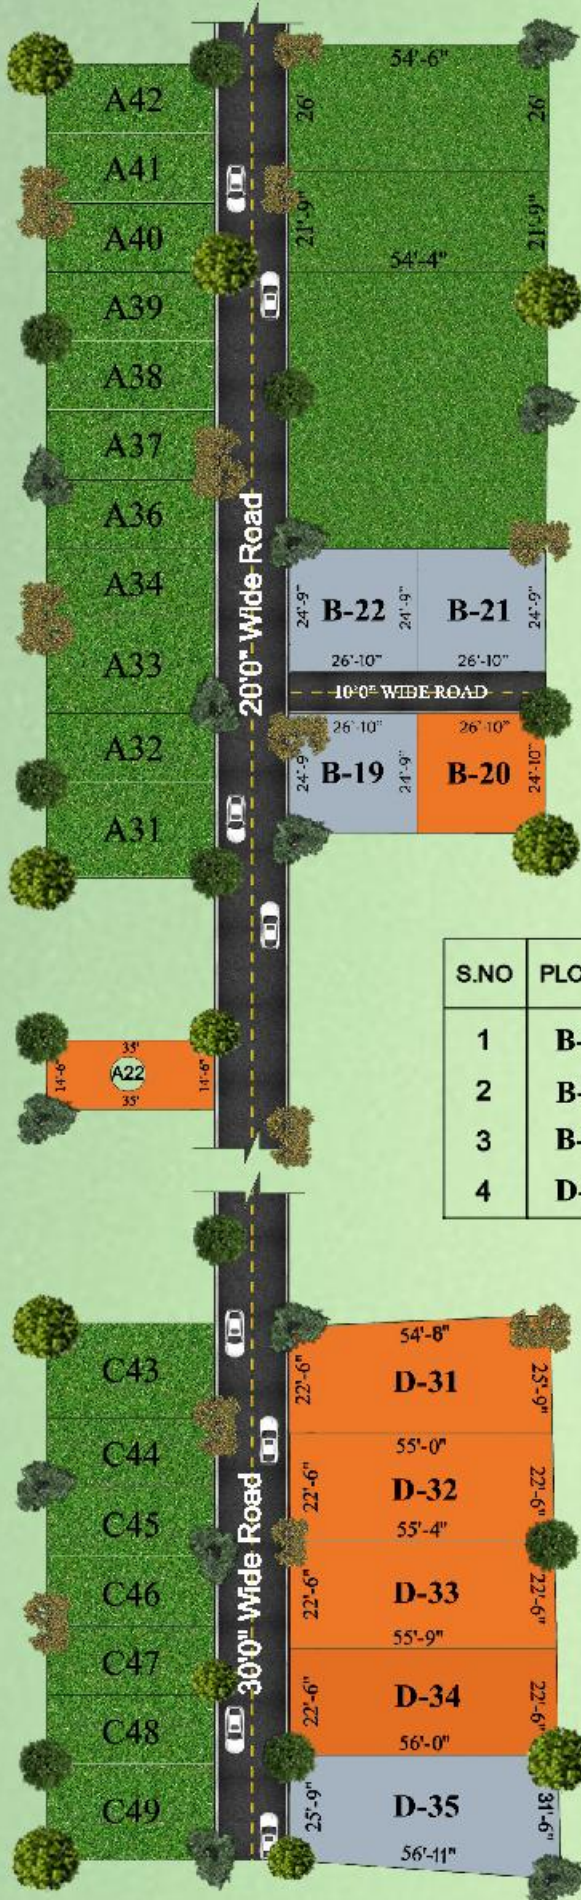 A42
A41
A40
A39
A38
A37
A36
A34
A33
A32
A31
20'0" Wide Road
54'-6"
26'
26'
21'-9"
21'-9"
54'-4"
24'-9"
B-22
24'-9"
B-21
24'-9"
26'-10"
26'-10"
10'0" WIDE ROAD
26'-10"
26'-10"
24'-9"
B-19
24'-9"
B-20
24'-10"
35'
14'-6"
A22
14'-6"
35'
S.NO
1
2
3
4
C43
C44
C45
C46
C47
C48
C49
30'0" Wide Road
54'-8"
22'-6"
D-31
25'-9"
55'-0"
22'-6"
D-32
22'-6"
55'-4"
22'-6"
D-33
22'-6"
55'-9"
22'-6"
D-34
22'-6"
56'-0"
25'-9"
D-35
31'-6"
56'-11"